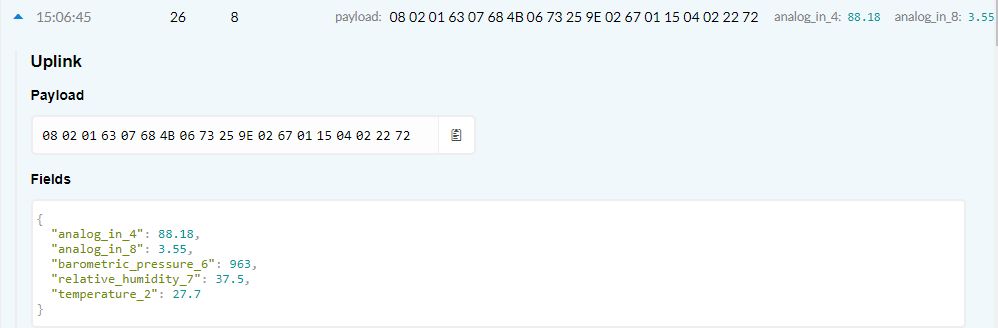 15:06:45 26 8 payload: 08 02 01 63 07 68 4B 06 73 25 9E 02 67 01 15 04 02 22 72 analog_in_4: 88.18 analog_in_8: 3.55
Uplink
Payload
08 02 01 63 07 68 4B 06 73 25 9E 02 67 01 15 04 02 22 72
Fields
{
"analog_in_4": 88.18,
"analog_in_8": 3.55,
"barometric_pressure_6": 963,
"relative_humidity_7": 37.5,
"temperature_2": 27.7
}